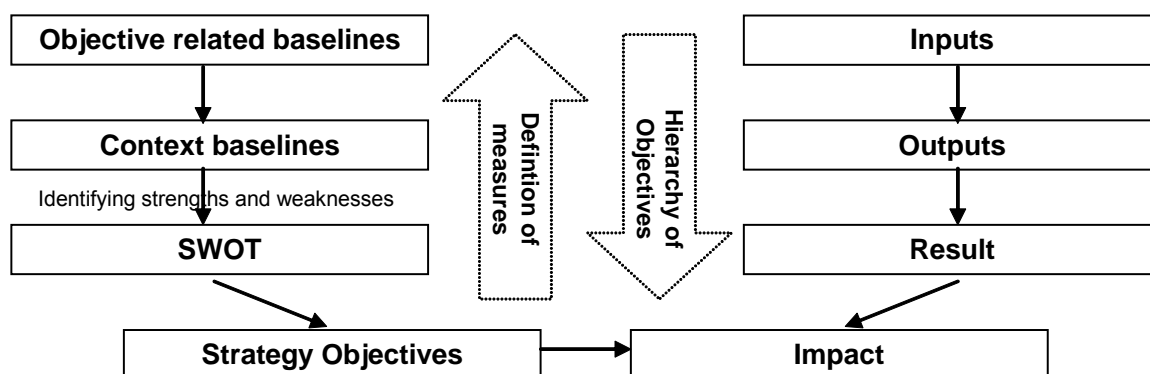 Objective related baselines
Context baselines
Identifying strengths and weaknesses
SWOT
Strategy Objectives
Defintion of
measures
Hierarchy of
Objectives
Inputs
Outputs
Result
Impact